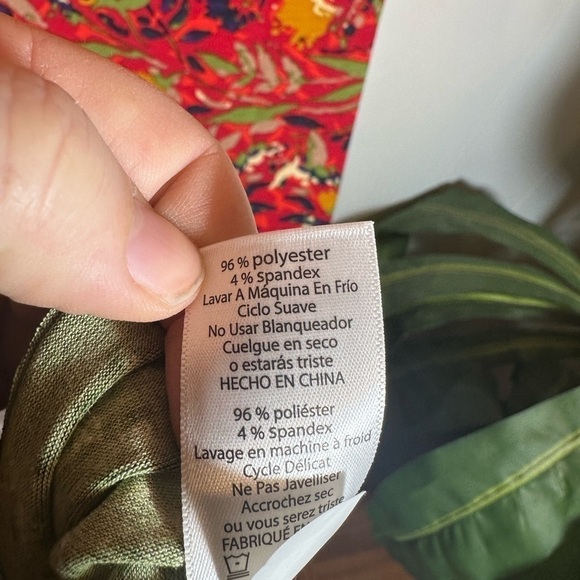 96 % polyester
4 % spandex
Lavar A Máquina En Frío
Ciclo Suave
No Usar Blanqueador
Cuelgue en seco
o estarás triste
HECHO EN CHINA
96 % poliéster
4 % spandex
Lavage en machine à froid
Cycle Délicat
Ne Pas Javelliser
Accrochez sec
ou vous serez triste
FABRIQUÉ